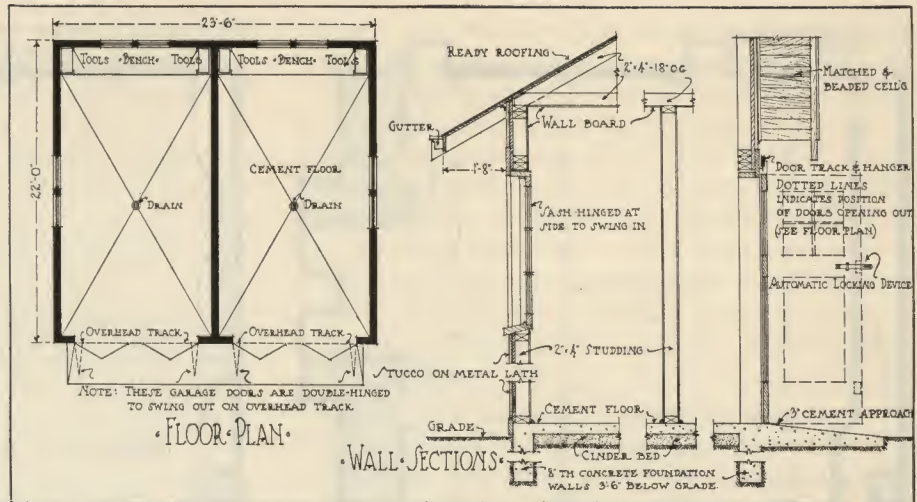 23'-6"
TOOLS - BENCH - TOOLS
TOOLS - BENCH - TOOLS
22'-0"
CEMENT FLOOR
DRAIN
DRAIN
OVERHEAD TRACK
OVERHEAD TRACK
NOTE: THESE GARAGE DOORS ARE DOUBLE-HINGED
TO SWING OUT ON OVERHEAD TRACK
·FLOOR·PLAN·
READY ROOFING
2"×4"-18"OC
GUTTER
WALL BOARD
1'-8"
SASH HINGED AT
SIDE TO SWING IN
2"×4" STUDDING
STUCCO ON METAL LATH
CEMENT FLOOR
GRADE
CINDER BED
8" TH CONCRETE FOUNDATION
WALLS 3'-6" BELOW GRADE.
·WALL·SECTIONS·
MATCHED &
BEADED CEIL'G
DOOR TRACK & HANGER
DOTTED LINES
INDICATES POSITION
OF DOORS OPENING OUT
(SEE FLOOR PLAN)
AUTOMATIC LOCKING DEVICE
3" CEMENT APPROACH